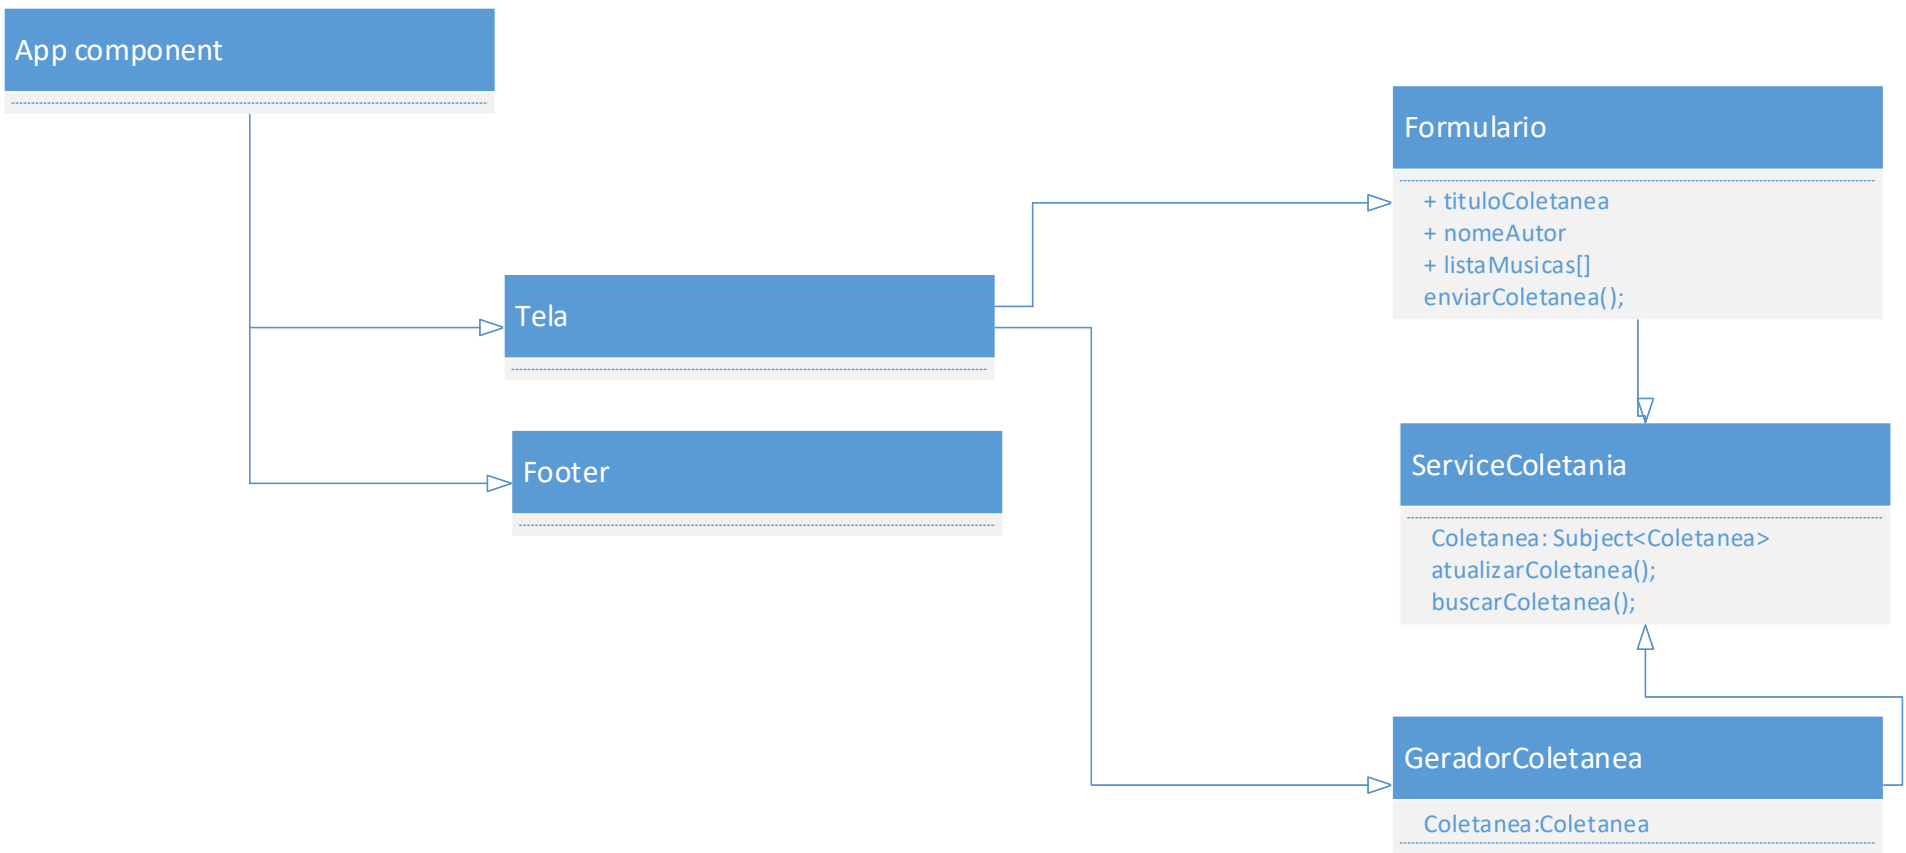 App component
Formulario
+ tituloColetanea
+ nomeAutor
+ listaMusicas[]
enviarColetanea();
Tela
Footer
ServiceColetania
Coletanea: Subject<Coletanea>
atualizarColetanea();
buscarColetanea();
GeradorColetanea
Coletanea:Coletanea